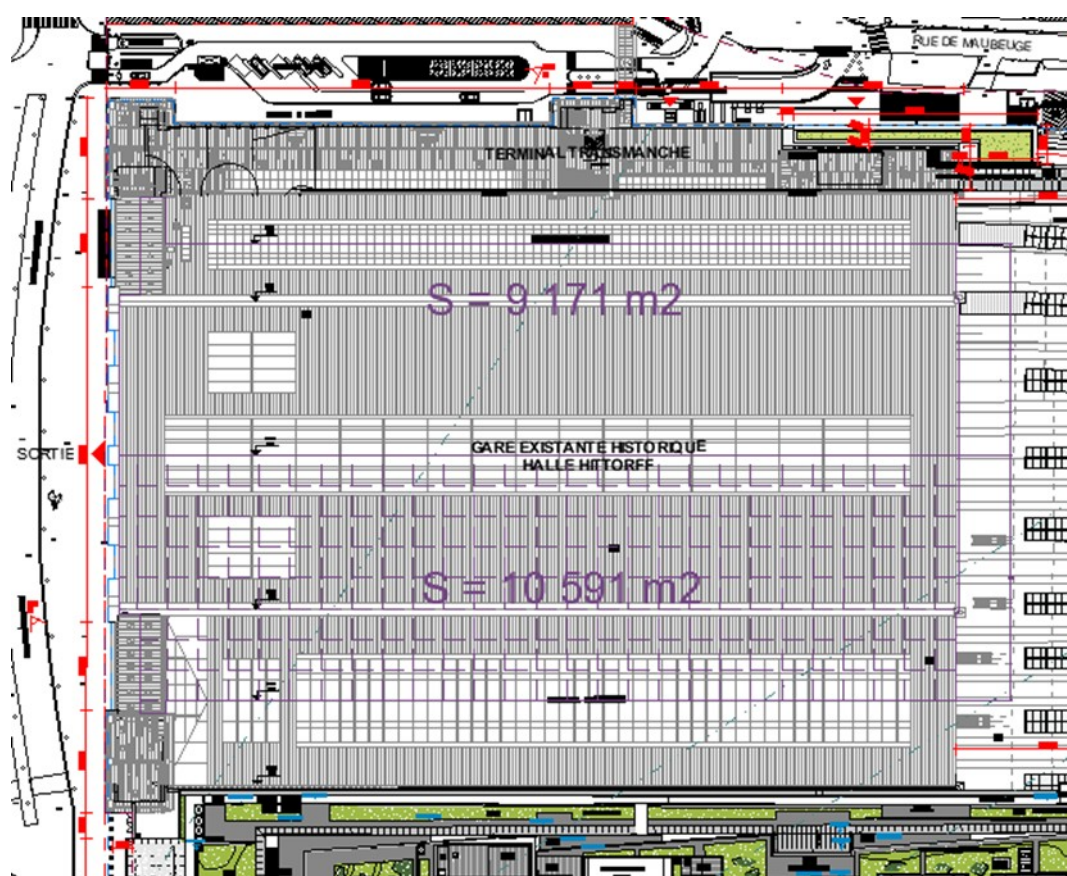 RUE DE MAUBEUGE
TERMINAL TRANSMANCHE
S = 9 171 m2
GARE EXISTANTE HISTORIQUE
HALLE HITTORFF
SORTIE
S = 10 591 m2